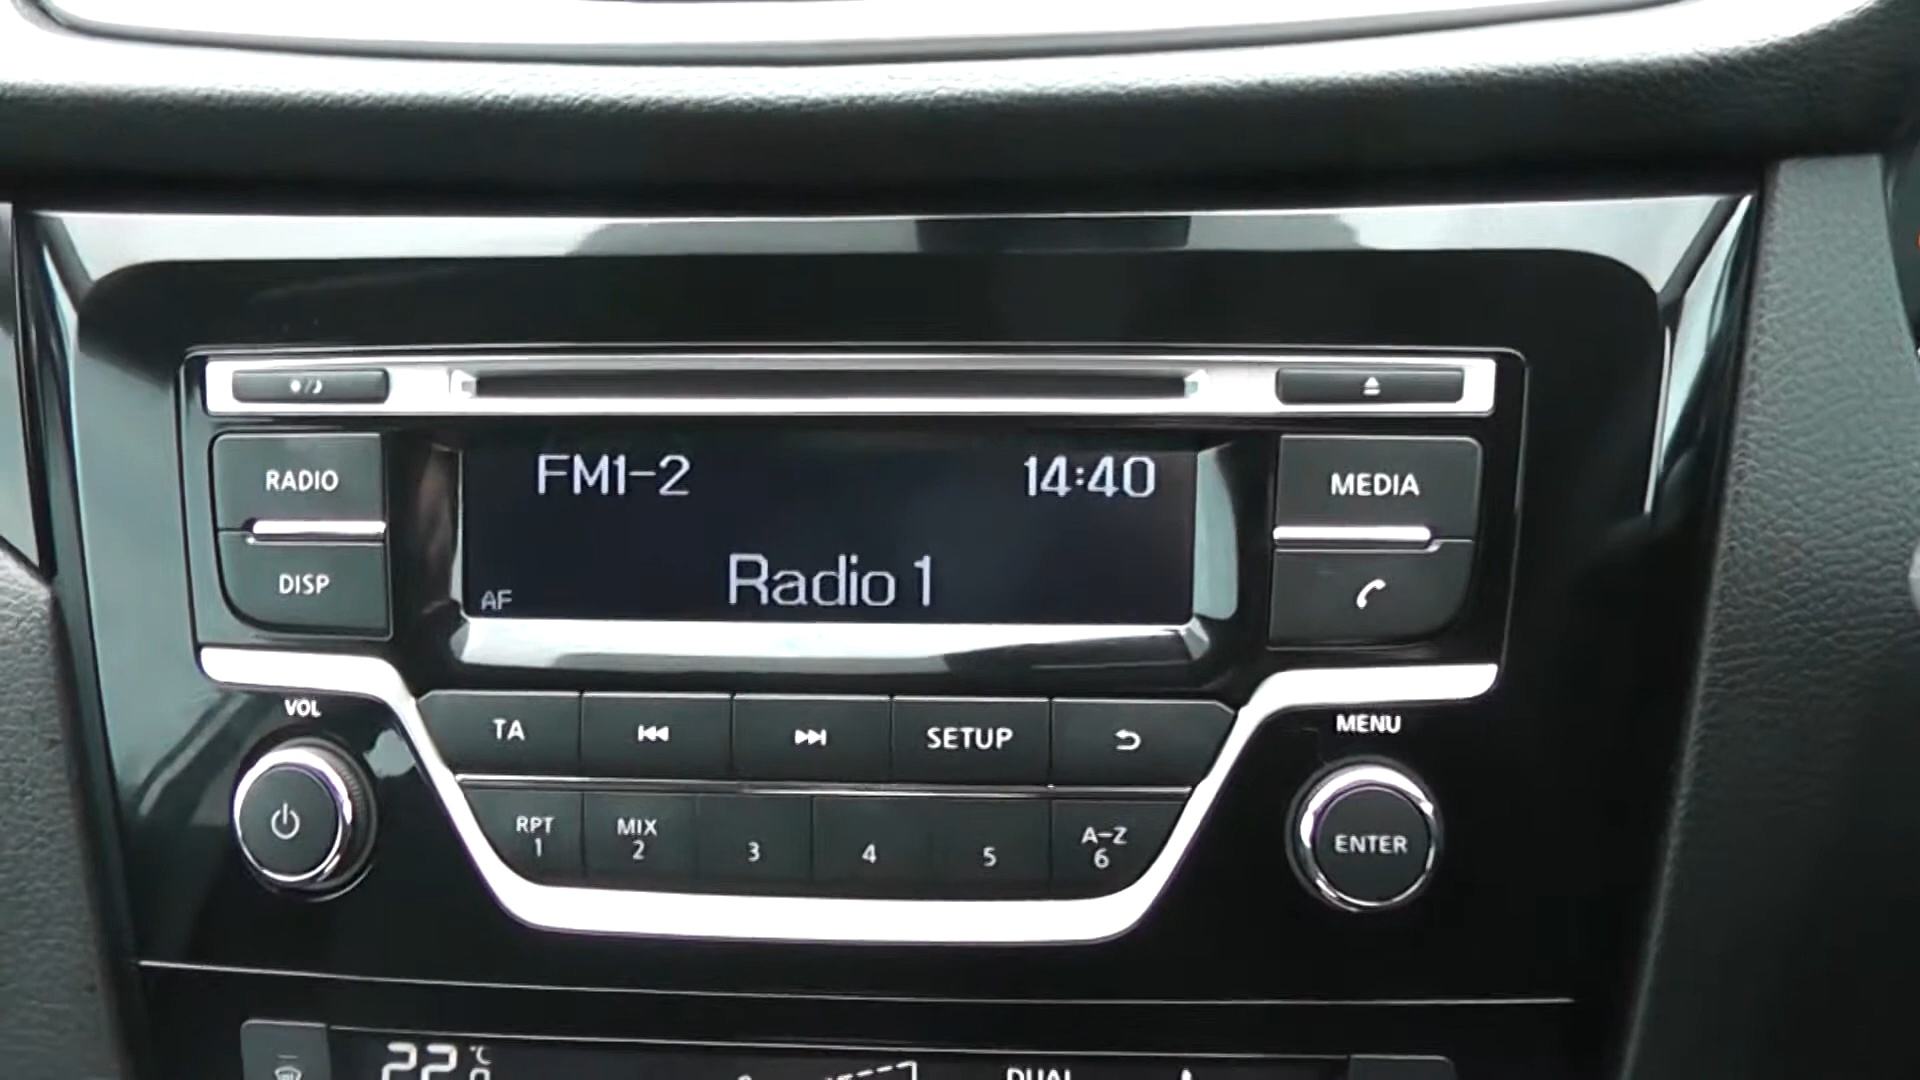 FM1-2 14:40
RADIO
MEDIA
DISP
AF Radio 1
VOL
MENU
TA
SETUP
RPT
1
MIX
2
3
4
5
A-Z
6
ENTER
22 °C
DUAL